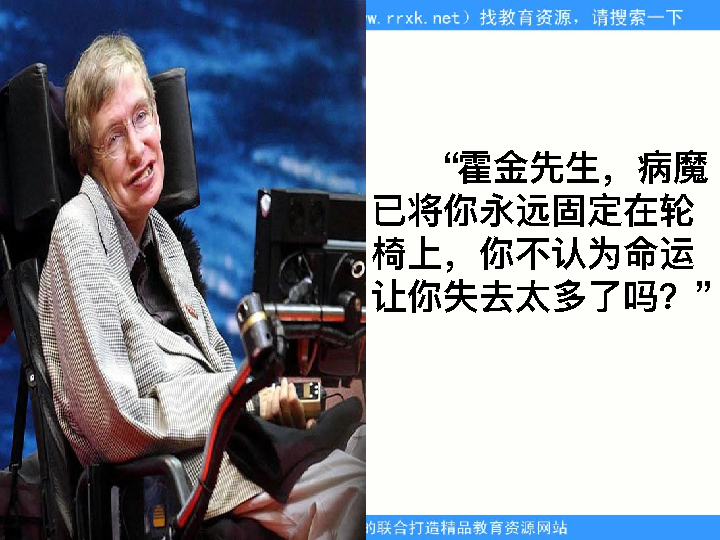 ww.rrxk.net）找教育资源，请搜索一下
“霍金先生，病魔
已将你永远固定在轮
椅上，你不认为命运
让你失去太多了吗？”
的联合打造精品教育资源网站